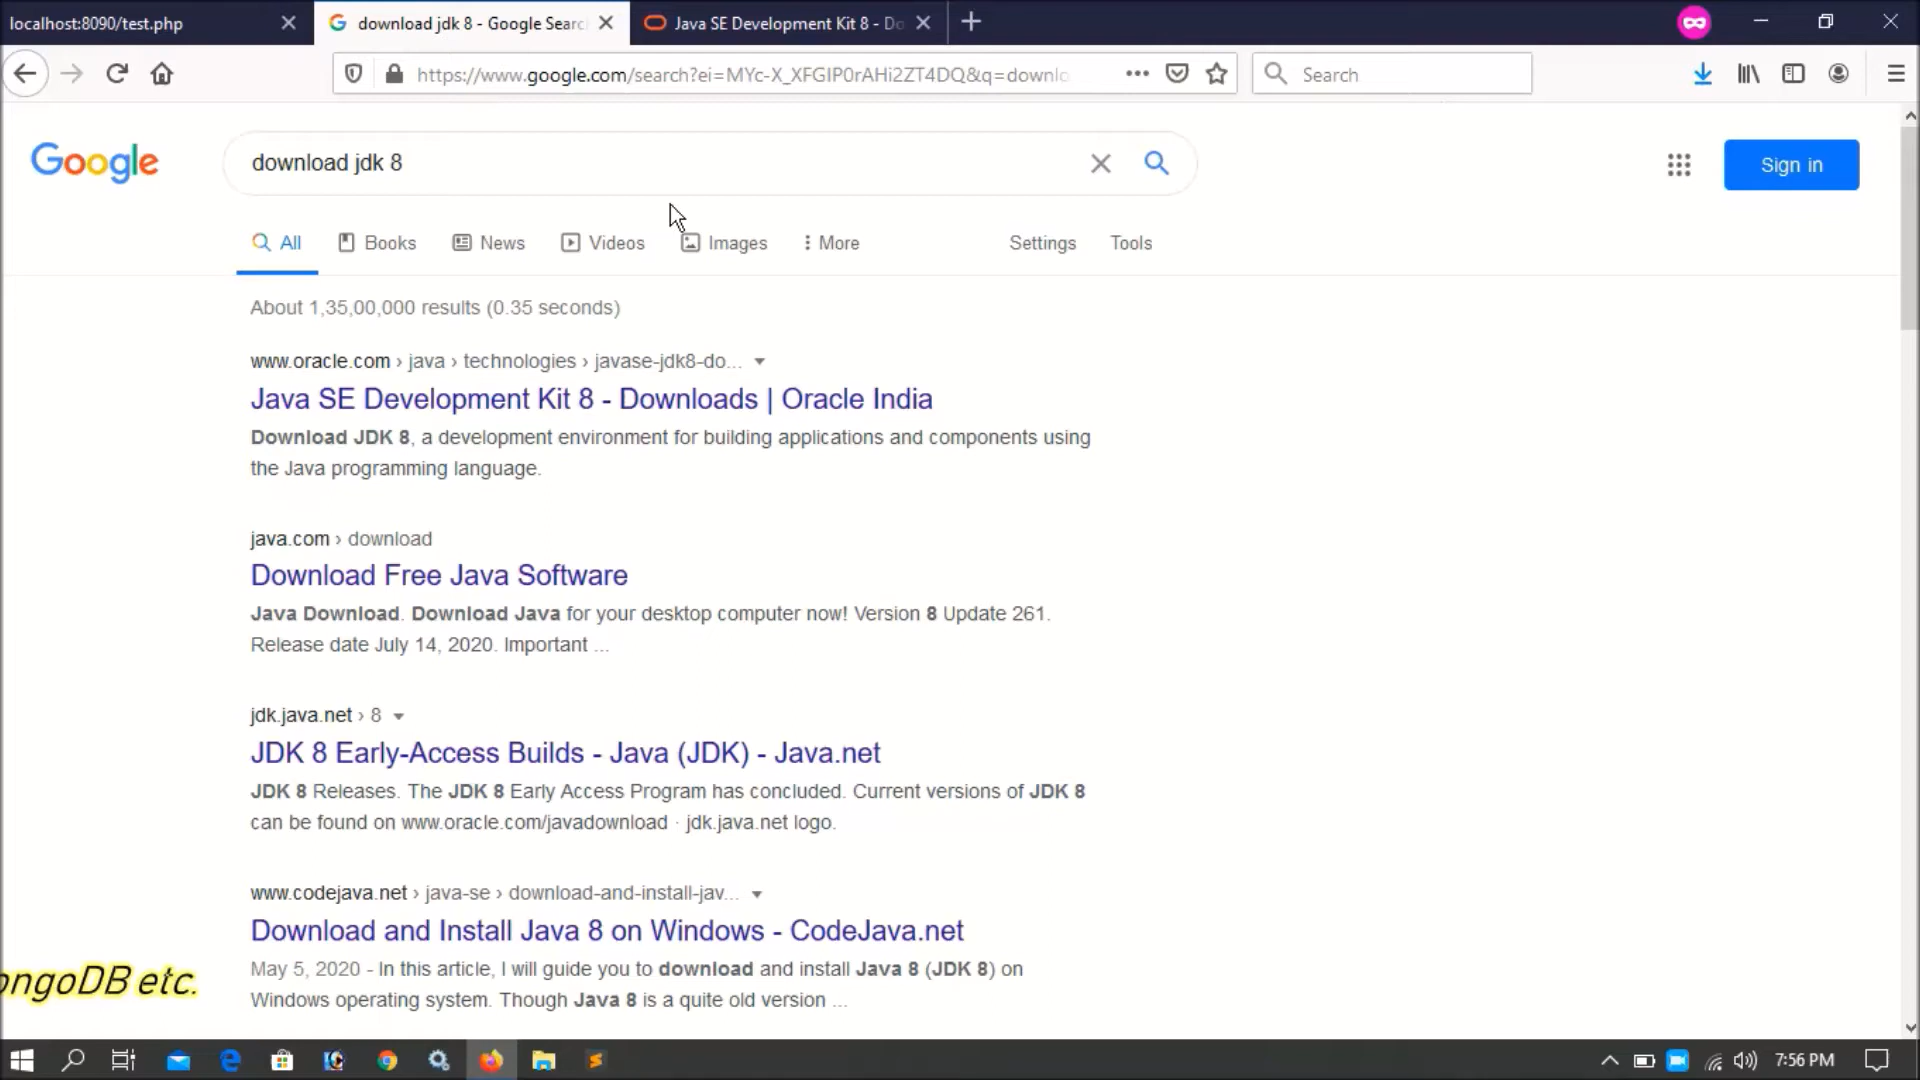 localhost:8090/test.php
download jdk 8 - Google Searc
Java SE Development Kit 8 - Do
https://www.google.com/search?ei=MYc-X_XFGIP0rAHi2ZT4DQ&q=downlo
Search
Google
download jdk 8
Sign in
All
Books
News
Videos
Images
More
Settings
Tools
About 1,35,00,000 results (0.35 seconds)
www.oracle.com › java › technologies › javase-jdk8-do...
Java SE Development Kit 8 - Downloads | Oracle India
Download JDK 8, a development environment for building applications and components using
the Java programming language.
java.com › download
Download Free Java Software
Java Download. Download Java for your desktop computer now! Version 8 Update 261.
Release date July 14, 2020. Important ...
jdk.java.net › 8
JDK 8 Early-Access Builds - Java (JDK) - Java.net
JDK 8 Releases. The JDK 8 Early Access Program has concluded. Current versions of JDK 8
can be found on www.oracle.com/javadownload · jdk.java.net logo.
www.codejava.net › java-se › download-and-install-jav...
Download and Install Java 8 on Windows - CodeJava.net
May 5, 2020 - In this article, I will guide you to download and install Java 8 (JDK 8) on
Windows operating system. Though Java 8 is a quite old version ...
ongoDB etc.
7:56 PM